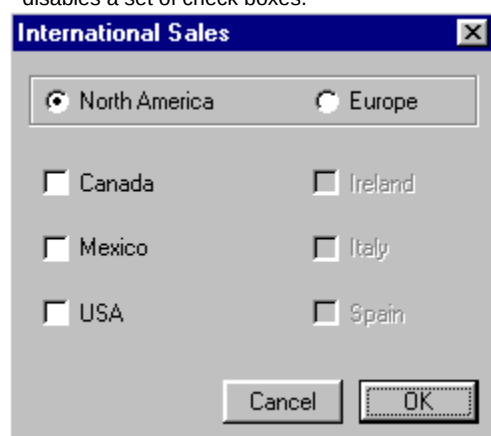 disables a set of check boxes.
International Sales
North America Europe
Canada Ireland
Mexico Italy
USA Spain
Cancel OK